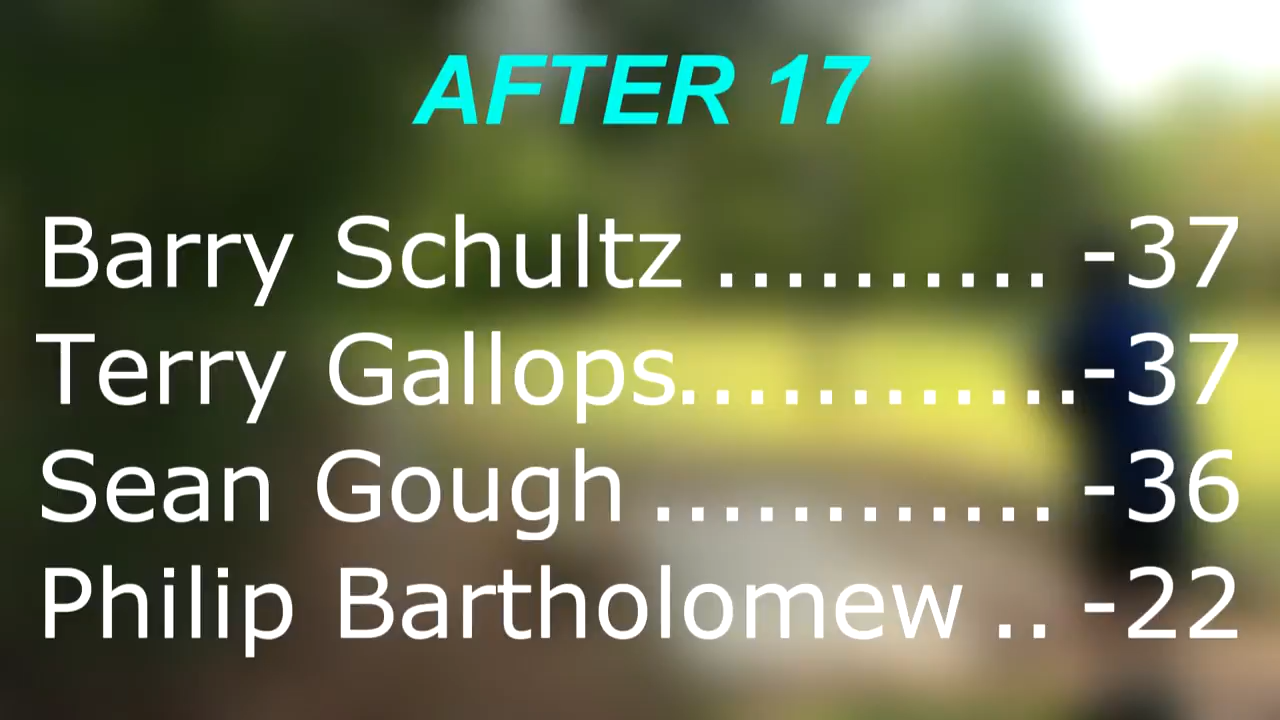 AFTER 17
Barry Schultz .......... -37
Terry Gallops............-37
Sean Gough ............ -36
Philip Bartholomew .. -22